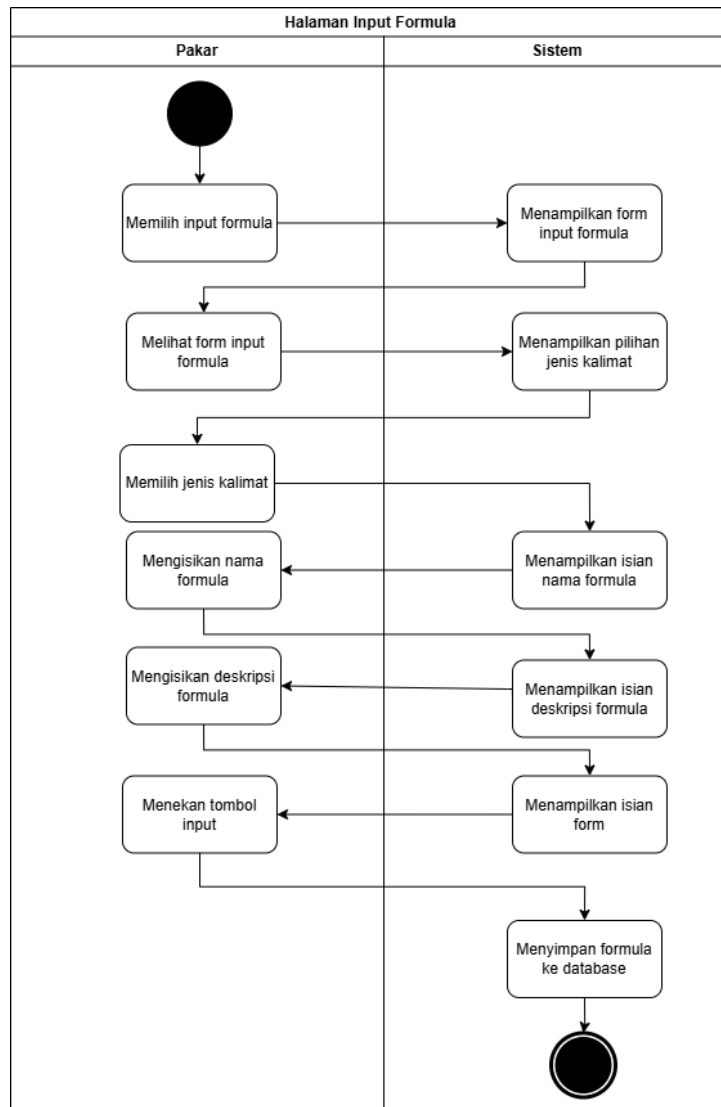 Halaman Input Formula
Pakar
Sistem
Memilih input formula
Menampilkan form
input formula
Melihat form input
formula
Menampilkan pilihan
jenis kalimat
Memilih jenis kalimat
Mengisikan nama
formula
Menampilkan isian
nama formula
Mengisikan deskripsi
formula
Menampilkan isian
deskripsi formula
Menekan tombol
input
Menampilkan isian
form
Menyimpan formula
ke database